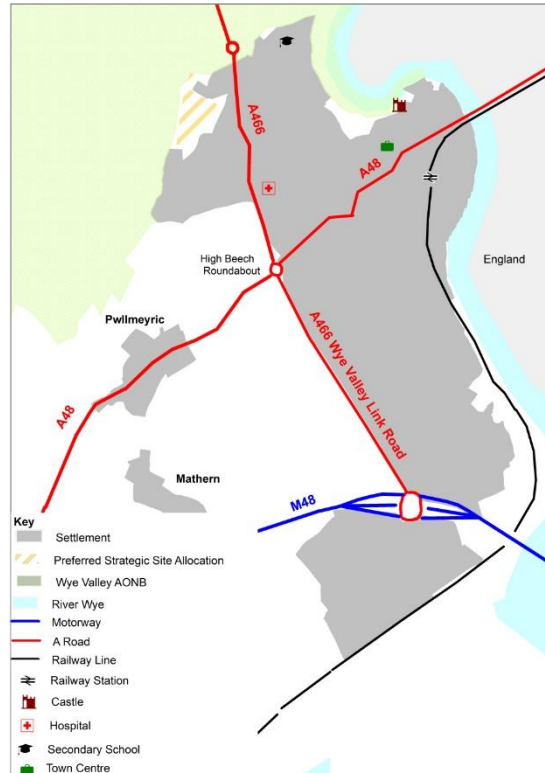 A466
A48
High Beech
Roundabout
England
Pwllmeyric
A466 Wye Valley Link Road
A48
Mathern
M48
Key
Settlement
Preferred Strategic Site Allocation
Wye Valley AONB
River Wye
Motorway
A Road
Railway Line
Railway Station
Castle
Hospital
Secondary School
Town Centre